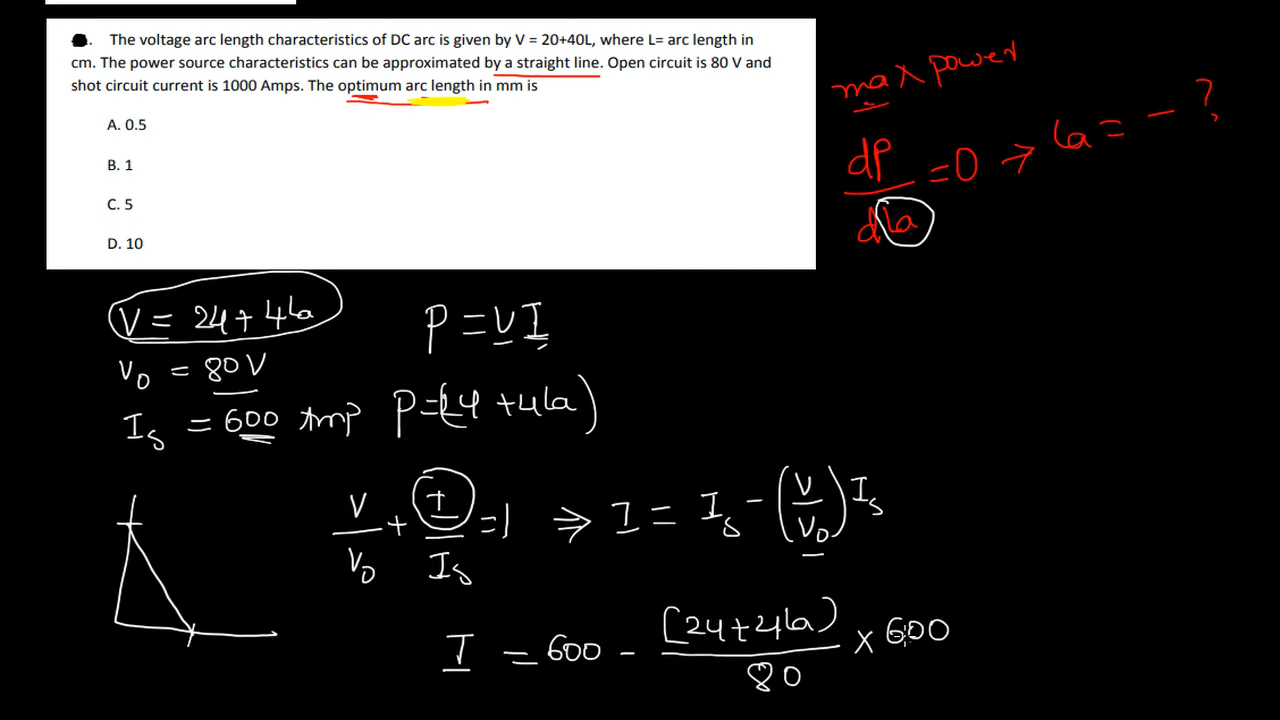 . The voltage arc length characteristics of DC arc is given by V = 20+40L, where L= arc length in
cm. The power source characteristics can be approximated by a straight line. Open circuit is 80 V and
shot circuit current is 1000 Amps. The optimum arc length in mm is
A. 0.5
B. 1
C. 5
D. 10
max power
dP/dla = 0 → la = — ?
V = 24 + 4la
V0 = 80V
Is = 600 Amp
P = VI
P = (24 + 4la)
V/V0 + I/Is = 1 ⇒ I = Is - (V/V0) Is
I = 600 - (24+4la)/80 × 600